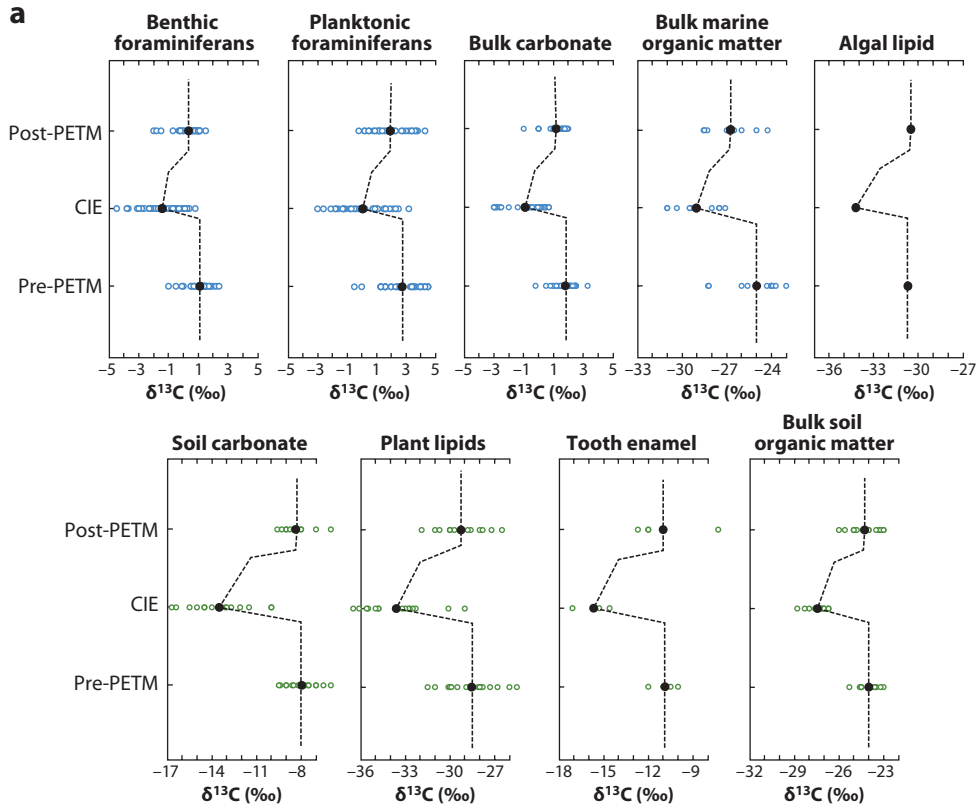 a
Benthic
foraminiferans
Planktonic
foraminiferans
Bulk carbonate
Bulk marine
organic matter
Algal lipid
Post-PETM
CIE
Pre-PETM
−5 −3 −1 1 3 5
−5 −3 −1 1 3 5
−5 −3 −1 1 3 5
−33 −30 −27 −24
−36 −33 −30 −27
δ¹³C (‰) δ¹³C (‰) δ¹³C (‰) δ¹³C (‰) δ¹³C (‰)
Soil carbonate
Plant lipids
Tooth enamel
Bulk soil
organic matter
Post-PETM
CIE
Pre-PETM
−17 −14 −11 −8
−36 −33 −30 −27
−18 −15 −12 −9
−32 −29 −26 −23
δ¹³C (‰) δ¹³C (‰) δ¹³C (‰) δ¹³C (‰)